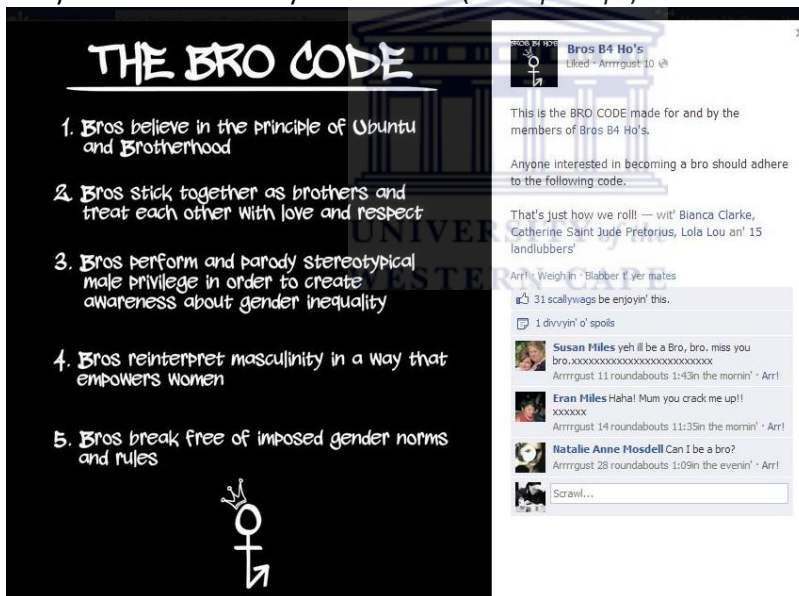 THE BRO CODE
1. Bros believe in the principle of Ubuntu
and Brotherhood
2. Bros stick together as brothers and
treat each other with love and respect
3. Bros perform and parody stereotypical
male privilege in order to create
awareness about gender inequality
4. Bros reinterpret masculinity in a way that
empowers women
5. Bros break free of imposed gender norms
and rules
BROS B4 HO'S
Bros B4 Ho's
Liked · Arrrrgust 10
This is the BRO CODE made for and by the
members of Bros B4 Ho's.
Anyone interested in becoming a bro should adhere
to the following code.
That's just how we roll! — wit' Bianca Clarke,
Catherine Saint Jude Pretorius, Lola Lou an' 15
landlubbers'
Arr! · Weigh in · Blabber t' yer mates
31 scallywags be enjoyin' this.
1 divvyin' o' spoils
Susan Miles yeh ill be a Bro, bro. miss you
bro.xxxxxxxxxxxxxxxxxxxxxxxxx
Arrrrgust 11 roundabouts 1:43in the mornin' · Arr!
Eran Miles Haha! Mum you crack me up!!
xxxxxx
Arrrrgust 14 roundabouts 11:35in the mornin' · Arr!
Natalie Anne Mosdell Can I be a bro?
Arrrrgust 28 roundabouts 1:09in the evenin' · Arr!
Scrawl...
UNIVERSITY of the
WESTERN CAPE